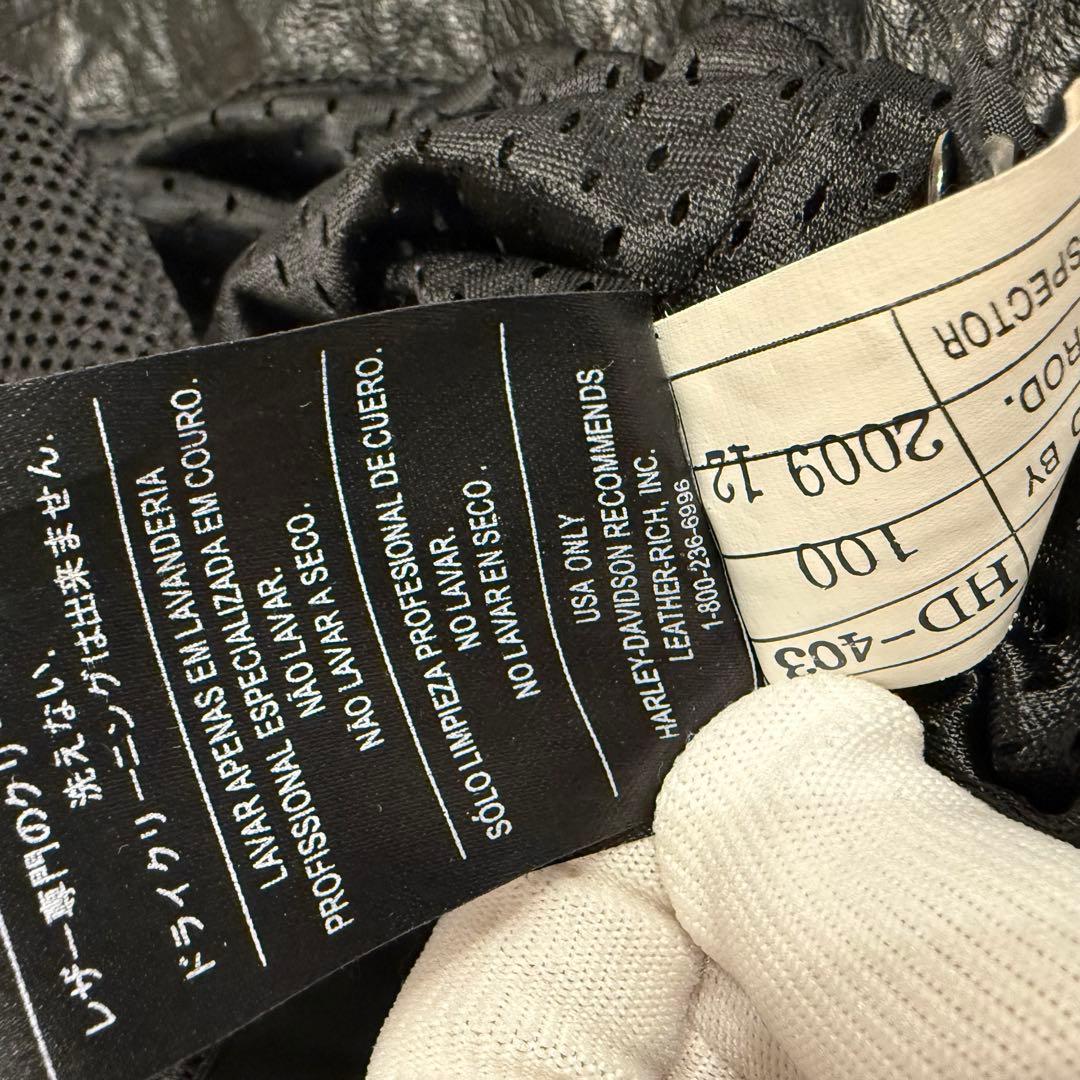 レザー専門のクリ
洗えない.
ドライクリーニングは出来ません.
LAVAR APENAS EM LAVANDERIA
ESPECIALIZADA EM COURO.
LAVAR ESPECIAL.
PROFISSIONAL
NÃO LAVAR.
NÃO LAVAR A SECO.
SÓLO LIMPIEZA PROFESIONAL DE CUERO.
NO LAVAR.
NO LAVAR EN SECO.
USA ONLY
HARLEY-DAVIDSON RECOMMENDS
LEATHER-RICH, INC.
1-800-236-6996
HD-403
100
BY
2009 12
ROD.
SPECTOR